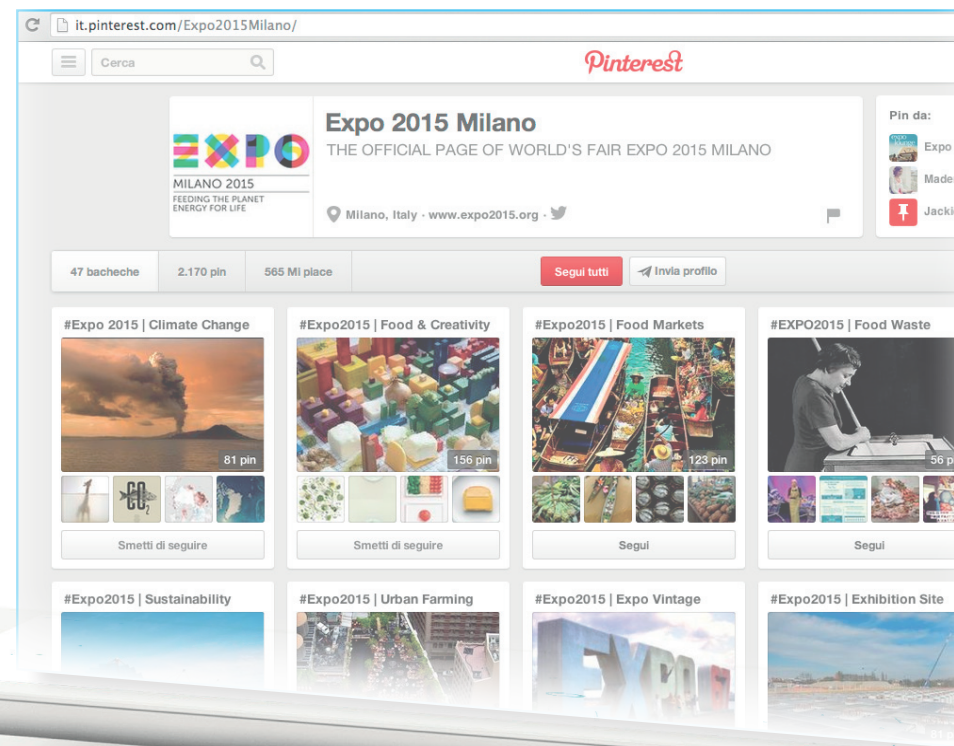 it.pinterest.com/Expo2015Milano/
Cerca
Pinterest
EXPO
MILANO 2015
FEEDING THE PLANET
ENERGY FOR LIFE
Expo 2015 Milano
THE OFFICIAL PAGE OF WORLD'S FAIR EXPO 2015 MILANO
Milano, Italy · www.expo2015.org ·
Pin da:
Expo
Made
Jacki
47 bacheche
2.170 pin
565 Mi piace
Segui tutti
Invia profilo
#Expo 2015 | Climate Change
81 pin
CO2
Smetti di seguire
#Expo2015 | Food & Creativity
156 pin
Smetti di seguire
#Expo2015 | Food Markets
123 pin
Segui
#EXPO2015 | Food Waste
56 p
Segui
#Expo2015 | Sustainability
#Expo2015 | Urban Farming
#Expo2015 | Expo Vintage
EXPO
#Expo2015 | Exhibition Site